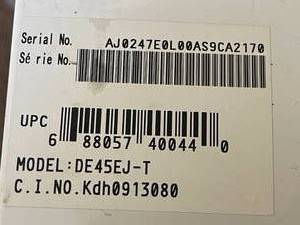 Serial No. AJ0247E0L00AS9CA2170
Sé rie No.
UPC
6 88057 40044 0
MODEL:DE45EJ-T
C.I.NO.Kdh0913080